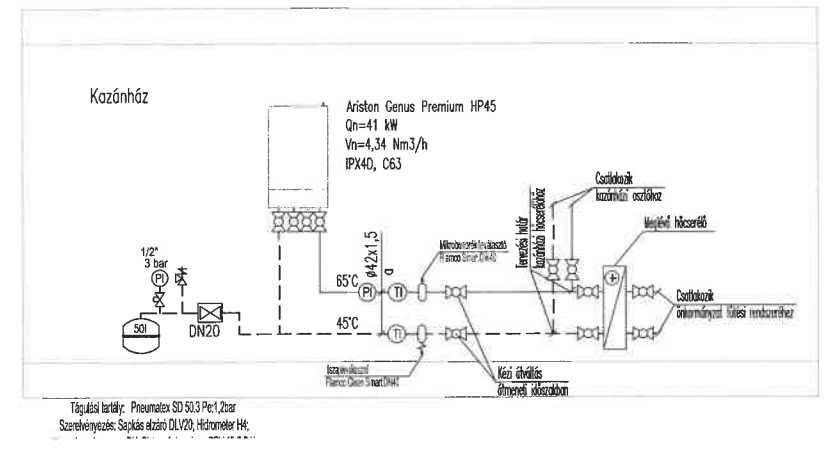 Kazánház
Ariston Genus Premium HP45
Qn=41 kW
Vn=4,34 Nm3/h
IPX4D, C63
Csatlakozik
kazánházi osztóhoz
Meglévő hőcserélő
Tervezési határ
kazánházi hőcserélőhöz
Mikrobuborék leválasztó
Flamco Smart DN40
ø42x1,5
1/2"
3 bar
PI
65°C
PI
TI
50l
DN20
45°C
TI
Csatlakozik
önkormányzat fűtési rendszeréhez
Iszapleválasztó
Flamco Clean Smart DN40
Kézi átváltás
átmeneti időszakban
Tágulási tartály: Pneumatex SD 50.3 Pe:1,2bar
Szerelvényezés: Sapkás elzáró DLV20; Hidrometer H4;